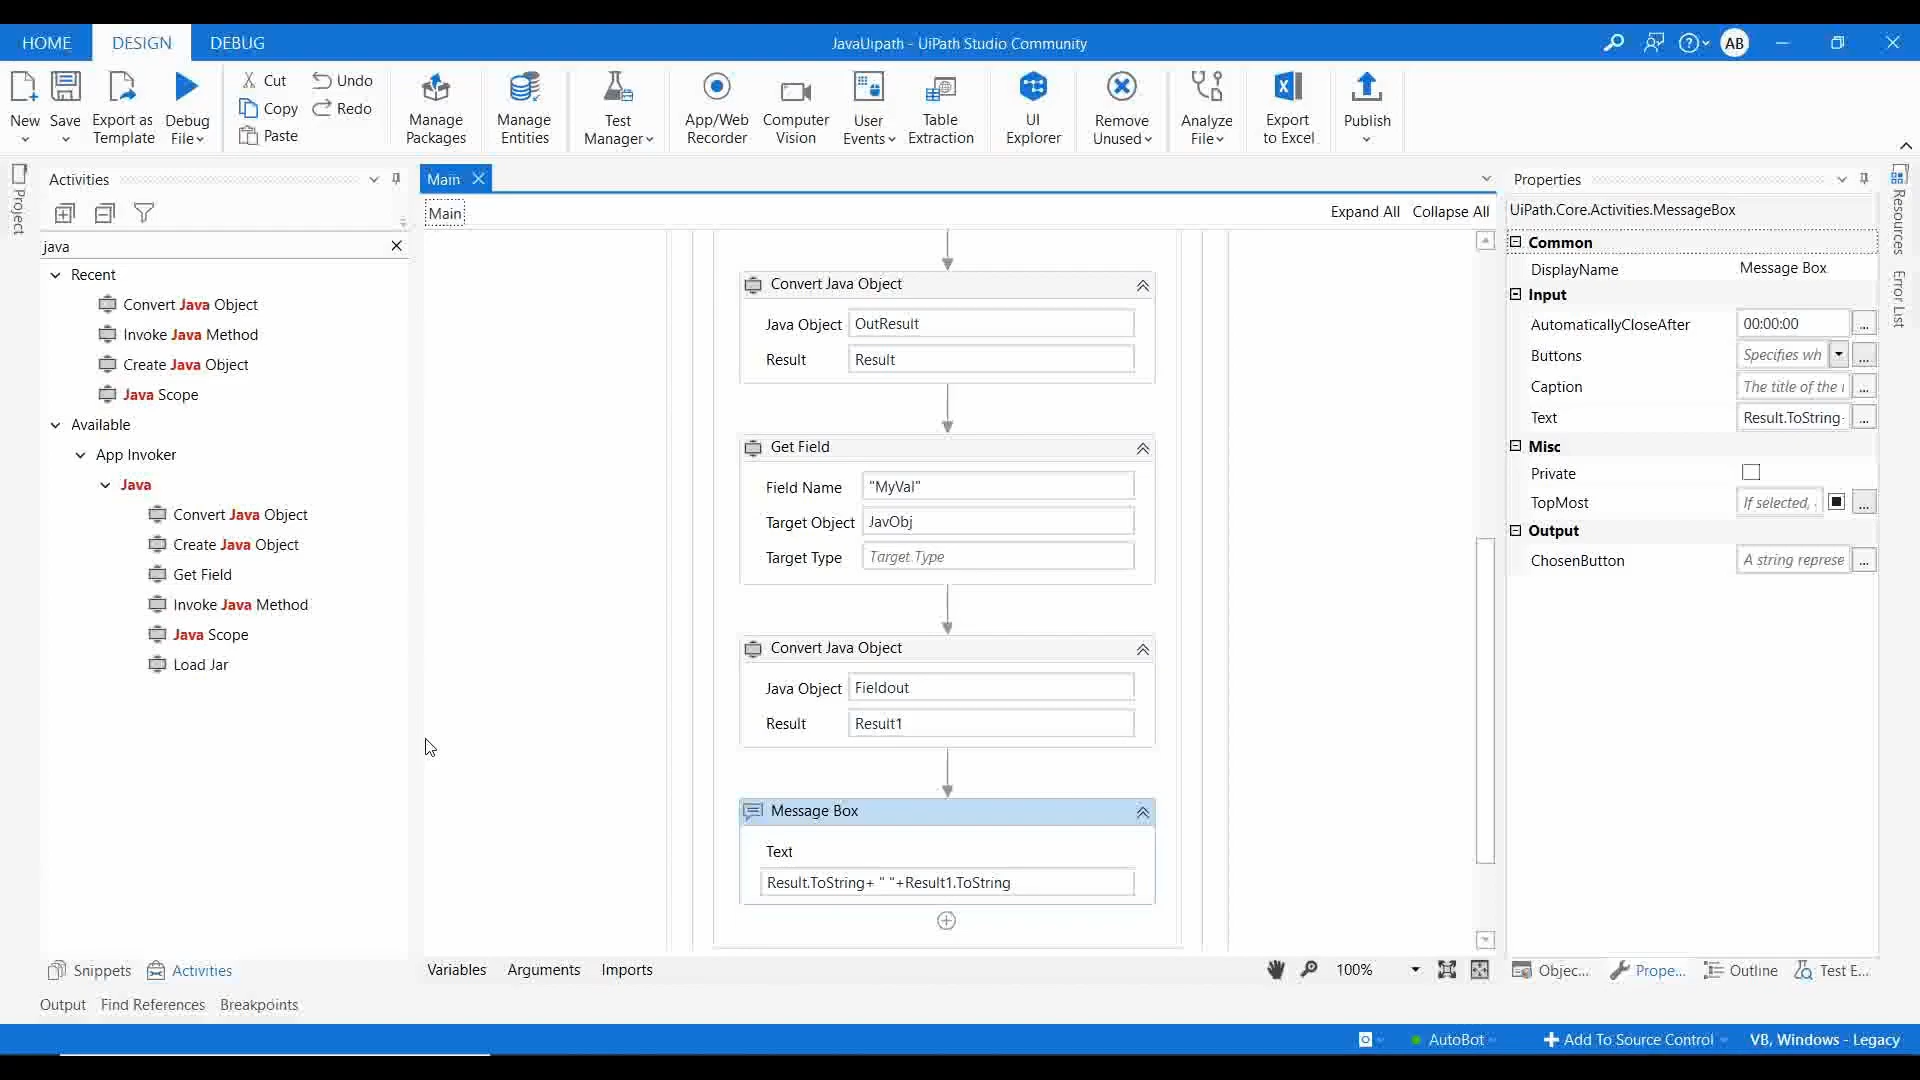 HOME
DESIGN
DEBUG
JavaUipath - UiPath Studio Community
AB
New
Save
Export as
Template
Debug
File
Cut
Copy
Paste
Undo
Redo
Manage
Packages
Manage
Entities
Test
Manager
App/Web
Recorder
Computer
Vision
User
Events
Table
Extraction
UI
Explorer
Remove
Unused
Analyze
File
Export
to Excel
Publish
Project
Activities
java
Recent
Convert Java Object
Invoke Java Method
Create Java Object
Java Scope
Available
App Invoker
Java
Convert Java Object
Create Java Object
Get Field
Invoke Java Method
Java Scope
Load Jar
Snippets
Activities
Main
Main
Expand All
Collapse All
Convert Java Object
Java Object
OutResult
Result
Result
Get Field
Field Name
"MyVal"
Target Object
JavObj
Target Type
Target Type
Convert Java Object
Java Object
Fieldout
Result
Result1
Message Box
Text
Result.ToString+ " "+Result1.ToString
Variables
Arguments
Imports
100%
Properties
UiPath.Core.Activities.MessageBox
Common
DisplayName
Message Box
Input
AutomaticallyCloseAfter
00:00:00
...
Buttons
Specifies wh
...
Caption
The title of the
...
Text
Result.ToString
...
Misc
Private
TopMost
If selected, .
...
Output
ChosenButton
A string represe
...
Objec...
Prope...
Outline
Test E...
Resources
Error List
Output
Find References
Breakpoints
AutoBot
Add To Source Control
VB, Windows - Legacy